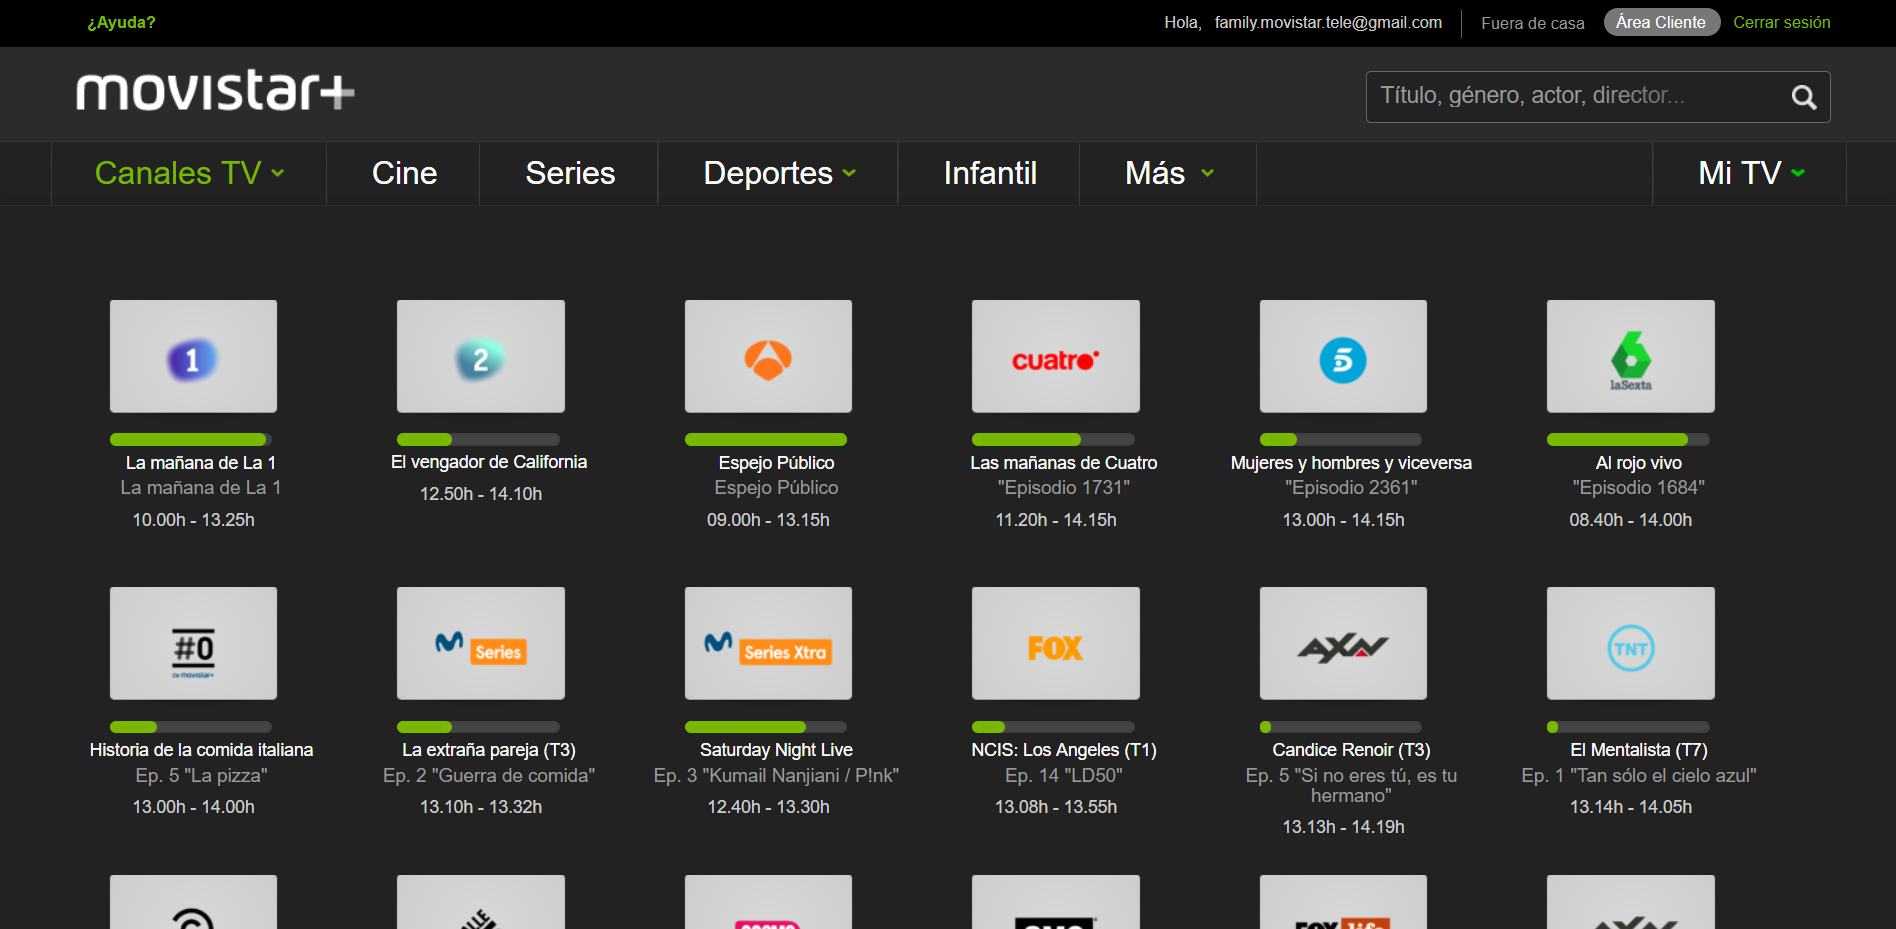 ¿Ayuda?
Hola, family.movistar.tele@gmail.com
Fuera de casa
Área Cliente
Cerrar sesión
movistar+
Título, género, actor, director...
Canales TV
Cine
Series
Deportes
Infantil
Más
Mi TV
1
2
cuatro
5
6
laSexta
La mañana de La 1
La mañana de La 1
10.00h - 13.25h
El vengador de California
12.50h - 14.10h
Espejo Público
Espejo Público
09.00h - 13.15h
Las mañanas de Cuatro
"Episodio 1731"
11.20h - 14.15h
Mujeres y hombres y viceversa
"Episodio 2361"
13.00h - 14.15h
Al rojo vivo
"Episodio 1684"
08.40h - 14.00h
#0
de movistar+
Series
Series Xtra
FOX
AXN
TNT
Historia de la comida italiana
Ep. 5 "La pizza"
13.00h - 14.00h
La extraña pareja (T3)
Ep. 2 "Guerra de comida"
13.10h - 13.32h
Saturday Night Live
Ep. 3 "Kumail Nanjiani / P!nk"
12.40h - 13.30h
NCIS: Los Angeles (T1)
Ep. 14 "LD50"
13.08h - 13.55h
Candice Renoir (T3)
Ep. 5 "Si no eres tú, es tu
hermano"
13.13h - 14.19h
El Mentalista (T7)
Ep. 1 "Tan sólo el cielo azul"
13.14h - 14.05h
FOX life